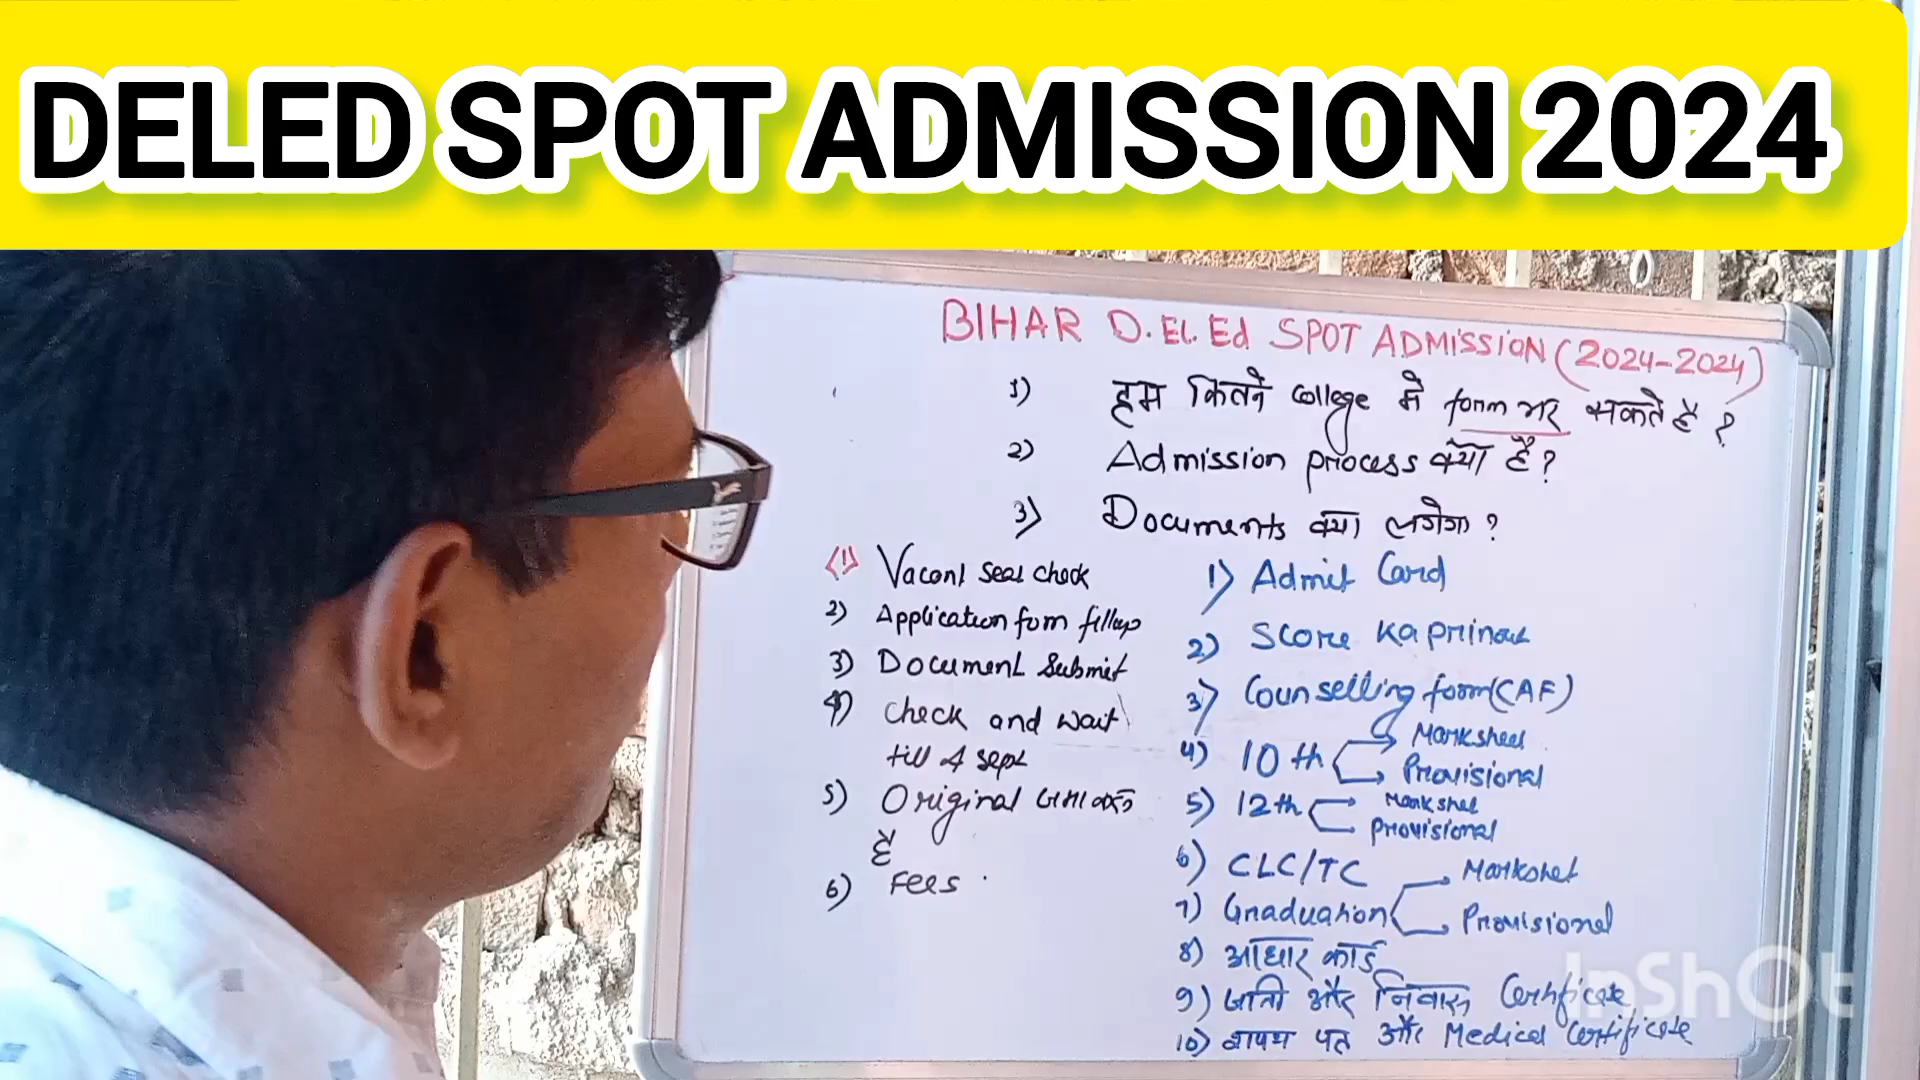 DELED SPOT ADMISSION 2024
BIHAR D.El.Ed SPOT ADMISSION (2024-2024)
1) हम कितने college में form भर सकते है ?
2) Admission process क्या है ?
3) Documents क्या लगेगा ?
(1) Vacant seat check
2) Application form fillup
3) Document Submit
4) check and wait
till 4 sept
5) Original जमा करना
है
6) Fees
1) Admit Card
2) Score ka printout
3) Counselling form (CAF)
4) 10th Marksheet
Provisional
5) 12th Marksheet
Provisional
6) CLC/TC
7) Graduation Marksheet
Provisional
8) आधार कार्ड
9) जाती और निवास Certificate
10) शपथ पत्र और Medical Certificate
InShOt